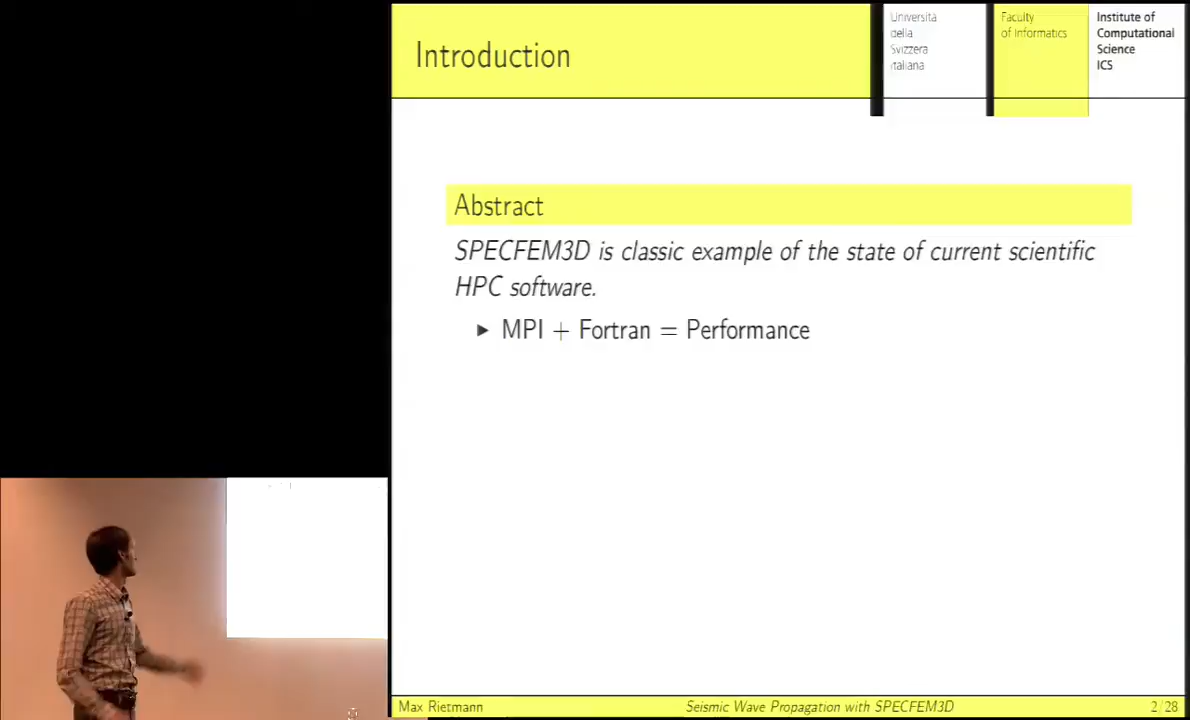 Introduction
Università
della
Svizzera
italiana
Faculty
of Informatics
Institute of
Computational
Science
ICS
Abstract
SPECFEM3D is classic example of the state of current scientific
HPC software.
► MPI + Fortran = Performance
Max Rietmann
Seismic Wave Propagation with SPECFEM3D
2/28